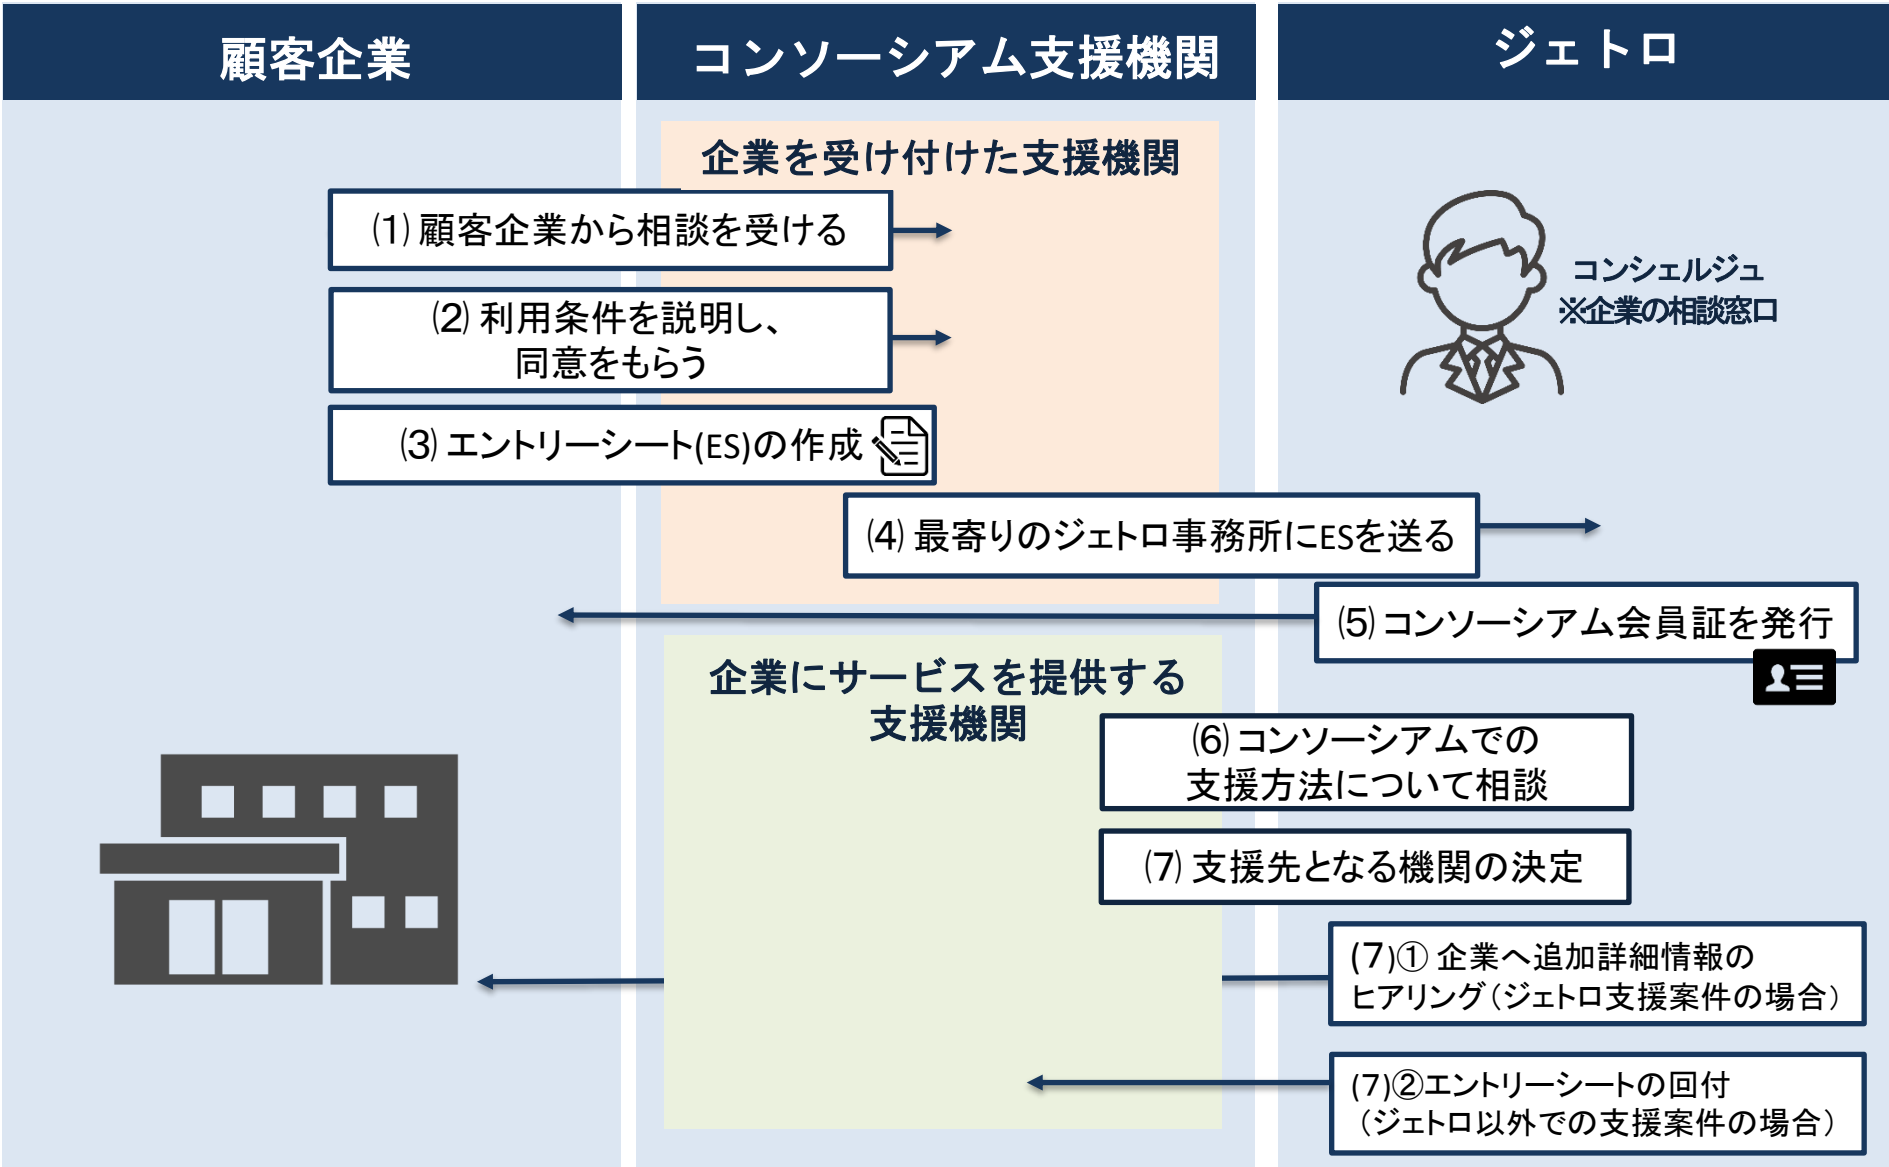 顧客企業
コンソーシアム支援機関
ジェトロ
企業を受け付けた支援機関
(1) 顧客企業から相談を受ける
(2) 利用条件を説明し、
同意をもらう
(3) エントリーシート(ES)の作成
コンシェルジュ
※企業の相談窓口
(4) 最寄りのジェトロ事務所にESを送る
(5) コンソーシアム会員証を発行
企業にサービスを提供する
支援機関
(6) コンソーシアムでの
支援方法について相談
(7) 支援先となる機関の決定
(7)① 企業へ追加詳細情報の
ヒアリング（ジェトロ支援案件の場合）
(7)②エントリーシートの回付
（ジェトロ以外での支援案件の場合）